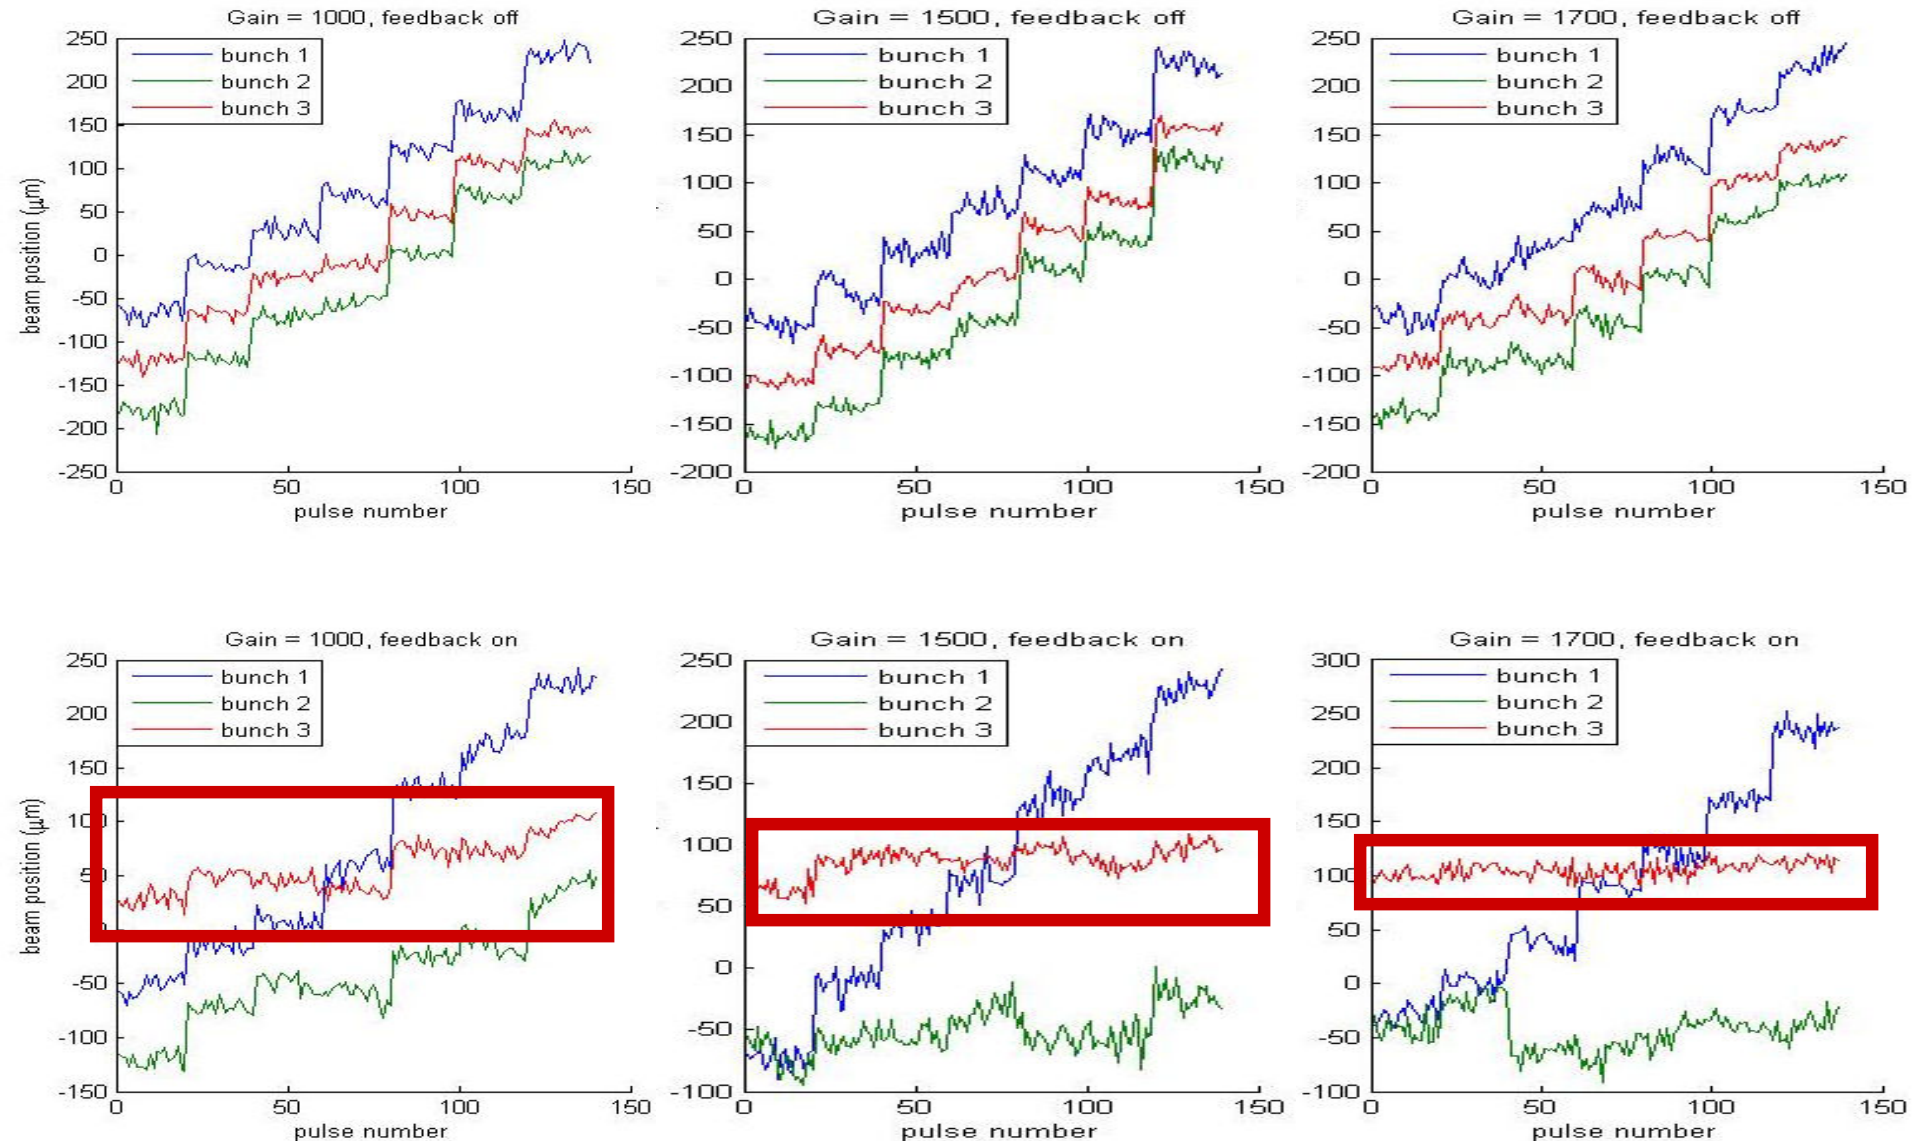 Gain = 1000, feedback off
250
200
150
100
50
0
-50
-100
-150
-200
-250
beam position (μm)
bunch 1
bunch 2
bunch 3
0 50 100 150
pulse number
Gain = 1500, feedback off
250
200
150
100
50
0
-50
-100
-150
-200
bunch 1
bunch 2
bunch 3
0 50 100 150
pulse number
Gain = 1700, feedback off
250
200
150
100
50
0
-50
-100
-150
-200
bunch 1
bunch 2
bunch 3
0 50 100 150
pulse number
Gain = 1000, feedback on
250
200
150
-50
-100
-150
beam position (μm)
bunch 1
bunch 2
bunch 3
0 50 100 150
pulse number
Gain = 1500, feedback on
250
200
150
100
50
0
-50
-100
bunch 1
bunch 2
bunch 3
0 50 100 150
pulse number
Gain = 1700, feedback on
300
250
200
150
100
50
0
-50
-100
bunch 1
bunch 2
bunch 3
0 50 100 150
pulse number